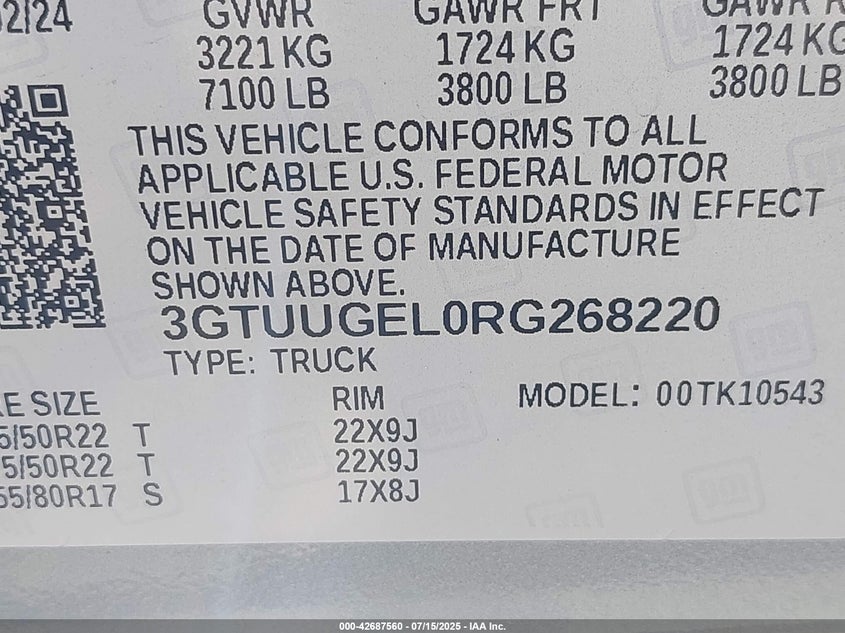 02/24 GVWR GAWR FRT GAWR R
3221 KG 1724 KG 1724 KG
7100 LB 3800 LB 3800 LB
THIS VEHICLE CONFORMS TO ALL
APPLICABLE U.S. FEDERAL MOTOR
VEHICLE SAFETY STANDARDS IN EFFECT
ON THE DATE OF MANUFACTURE
SHOWN ABOVE.
3GTUUGEL0RG268220
TYPE: TRUCK
RE SIZE RIM MODEL: 00TK10543
5/50R22 T 22X9J
5/50R22 T 22X9J
55/80R17 S 17X8J
000-42687560 - 07/15/2025 - IAA Inc.